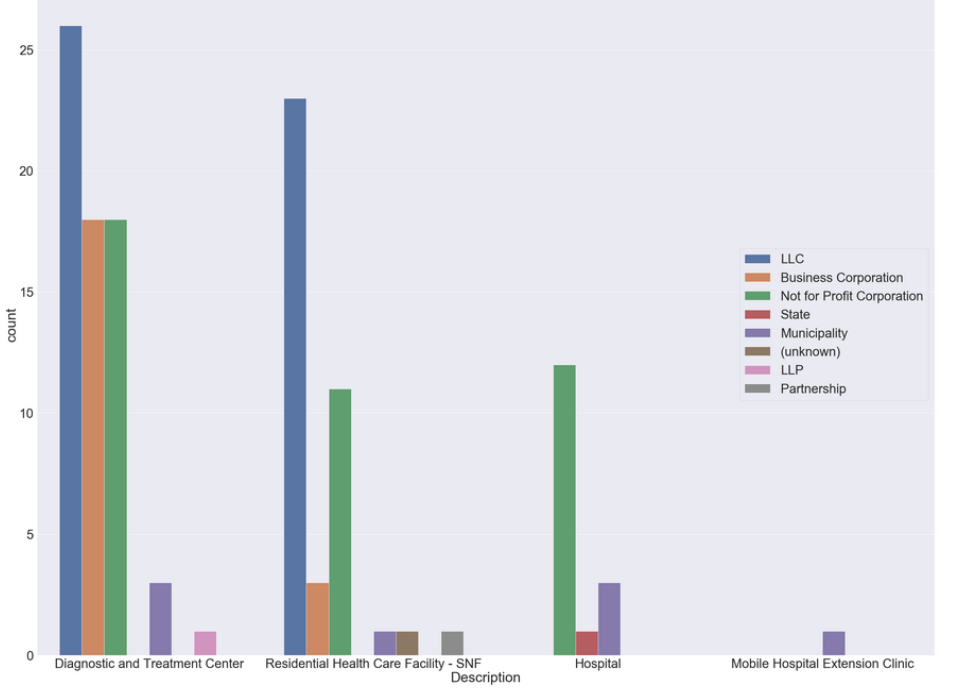 25
20
15
10
5
0
count
LLC
Business Corporation
Not for Profit Corporation
State
Municipality
(unknown)
LLP
Partnership
Diagnostic and Treatment Center
Residential Health Care Facility - SNF
Hospital
Mobile Hospital Extension Clinic
Description